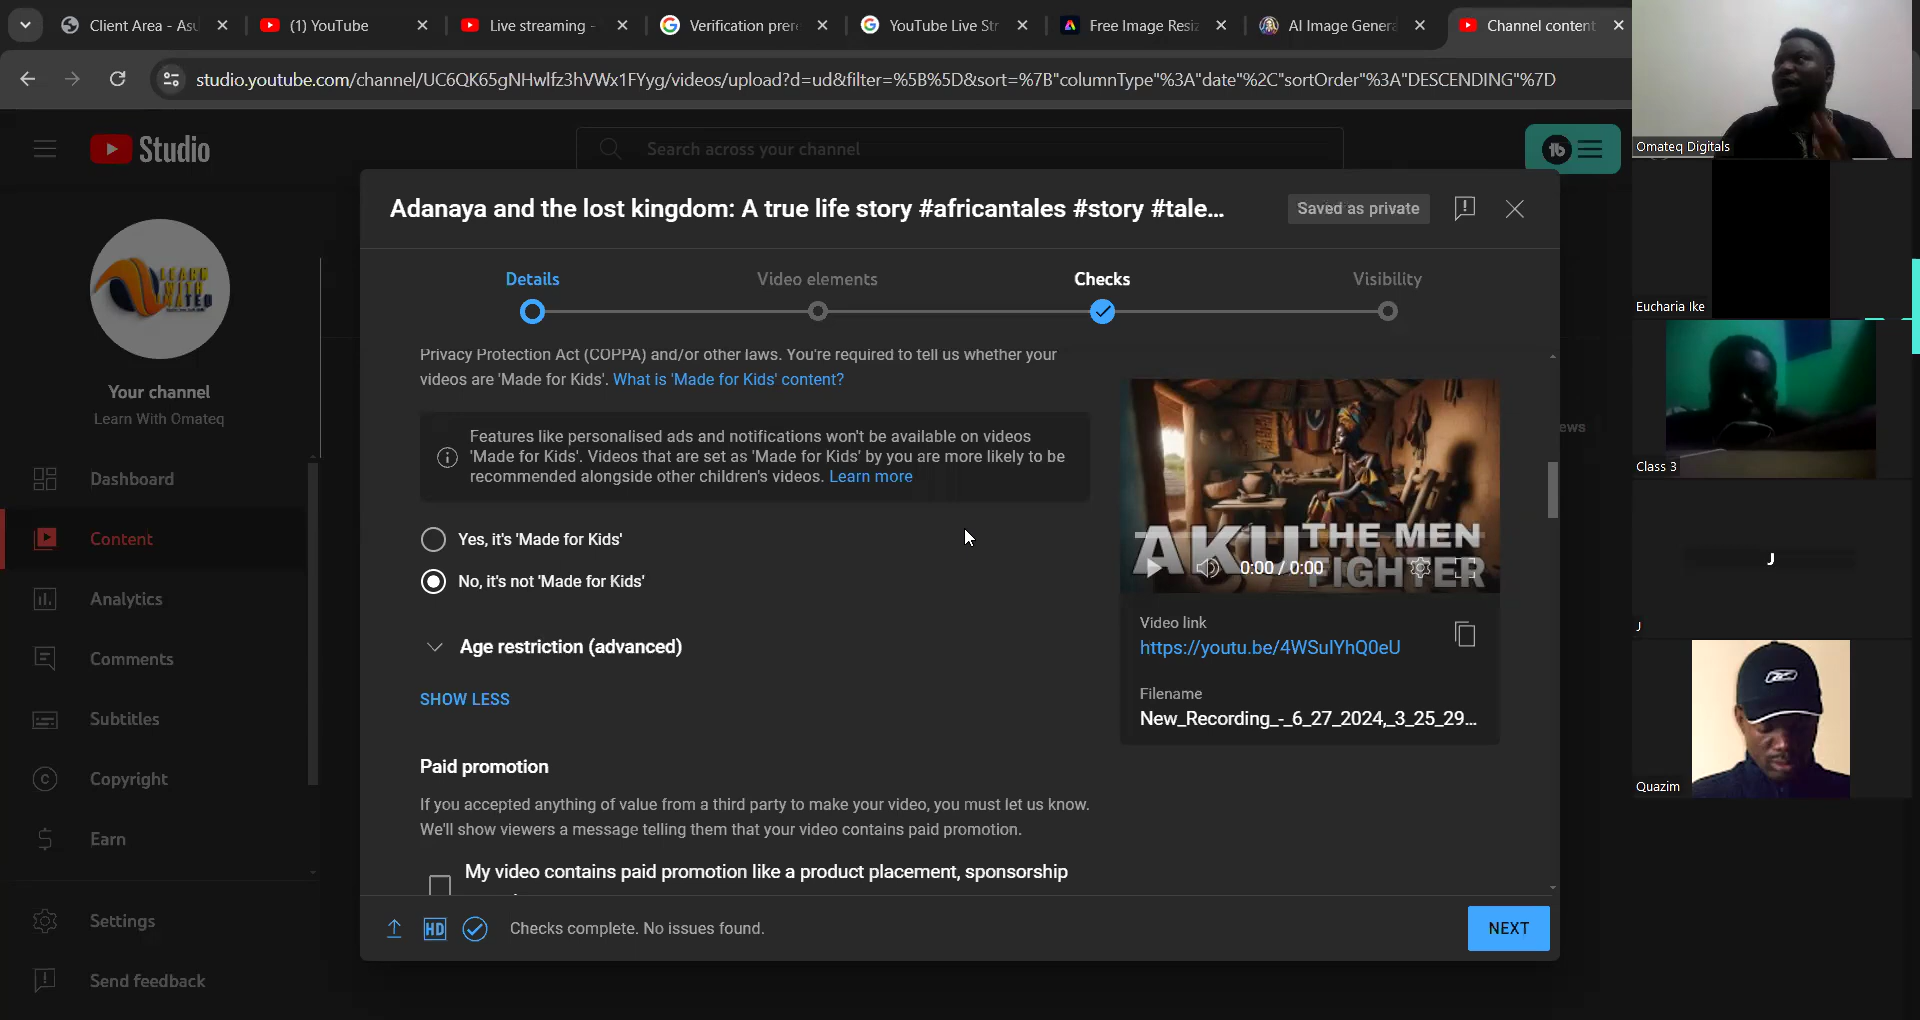 Client Area - Asu
(1) YouTube
Live streaming -
Verification prer
YouTube Live Str
Free Image Resiz
AI Image Genera
Channel content
studio.youtube.com/channel/UC6QK65gNHwlfz3hVWx1FYyg/videos/upload?d=ud&filter=%5B%5D&sort=%7B"columnType"%3A"date"%2C"sortOrder"%3A"DESCENDING"%7D
Studio
Search across your channel
Omateq Digitals
Adanaya and the lost kingdom: A true life story #africantales #story #tale...
Saved as private
Details
Video elements
Checks
Visibility
LEARN
WITH
Your channel
Learn With Omateq
Privacy Protection Act (COPPA) and/or other laws. You're required to tell us whether your
videos are 'Made for Kids'. What is 'Made for Kids' content?
Features like personalised ads and notifications won't be available on videos
'Made for Kids'. Videos that are set as 'Made for Kids' by you are more likely to be
recommended alongside other children's videos. Learn more
Yes, it's 'Made for Kids'
No, it's not 'Made for Kids'
Age restriction (advanced)
SHOW LESS
Paid promotion
If you accepted anything of value from a third party to make your video, you must let us know.
We'll show viewers a message telling them that your video contains paid promotion.
My video contains paid promotion like a product placement, sponsorship
AKU THE MEN
FIGHTER
0:00 / 0:00
Video link
https://youtu.be/4WSulYhQ0eU
Filename
New_Recording_-_6_27_2024,_3_25_29...
ews
Dashboard
Content
Analytics
Comments
Subtitles
Copyright
Earn
Settings
Send feedback
HD
Checks complete. No issues found.
NEXT
Eucharia Ike
Class 3
J
J
Quazim